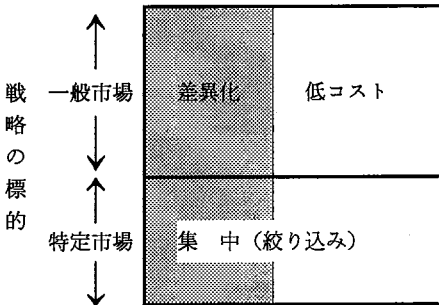 戦略の標的
一般市場
差異化
低コスト
特定市場
集 中(絞り込み)